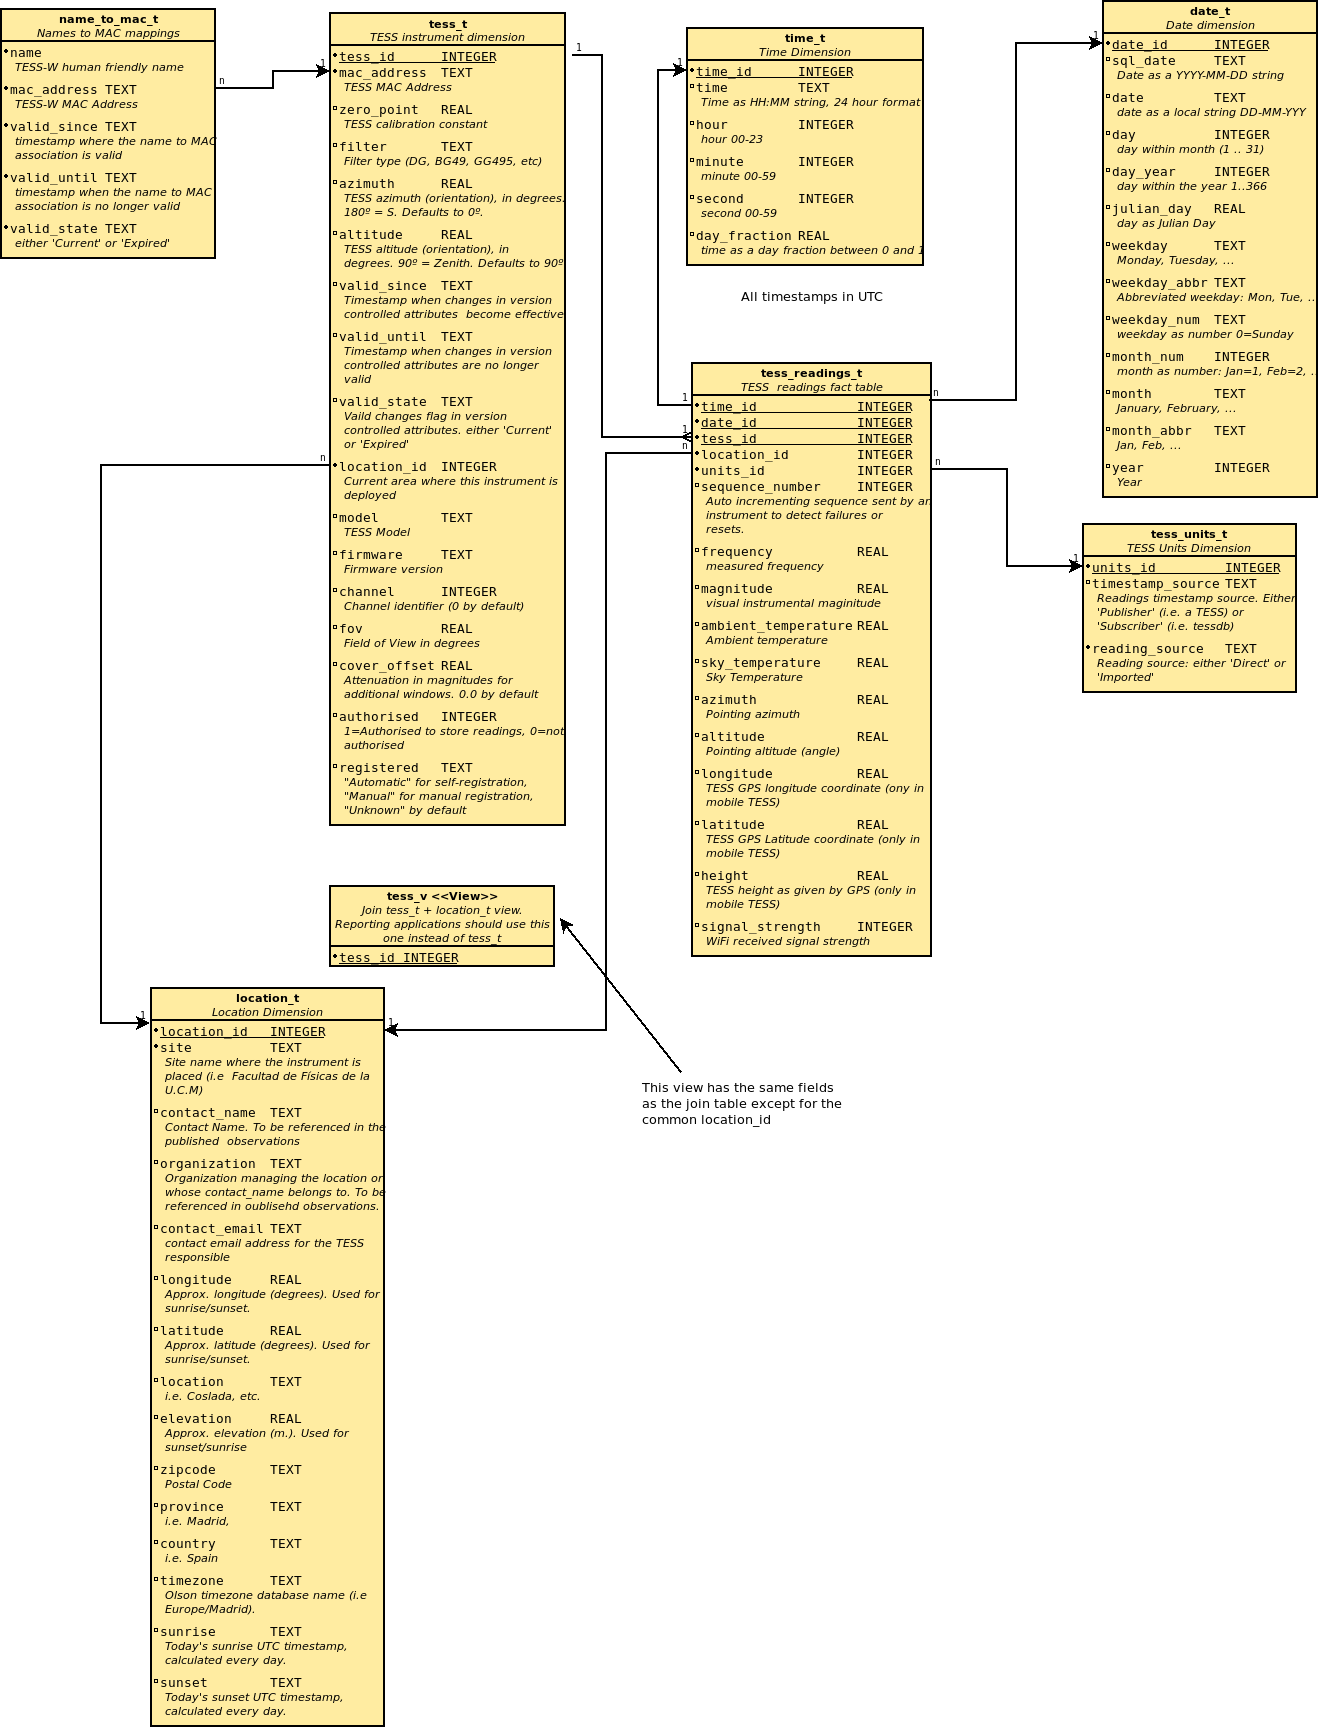 name_to_mac_t
Names to MAC mappings
name
TESS-W human friendly name
mac_address TEXT
TESS-W MAC Address
valid_since TEXT
timestamp where the name to MAC
association is valid
valid_until TEXT
timestamp when the name to MAC
association is no longer valid
valid_state TEXT
either 'Current' or 'Expired'
n
1
tess_t
TESS instrument dimension
tess_id INTEGER
mac_address TEXT
TESS MAC Address
zero_point REAL
TESS calibration constant
filter TEXT
Filter type (DG, BG49, GG495, etc)
azimuth REAL
TESS azimuth (orientation), in degrees.
180º = S. Defaults to 0º.
altitude REAL
TESS altitude (orientation), in
degrees. 90º = Zenith. Defaults to 90º
valid_since TEXT
Timestamp when changes in version
controlled attributes  become effective
valid_until TEXT
Timestamp when changes in version
controlled attributes are no longer
valid
valid_state TEXT
Vaild changes flag in version
controlled attributes. either 'Current'
or 'Expired'
location_id INTEGER
Current area where this instrument is
deployed
model TEXT
TESS Model
firmware TEXT
Firmware version
channel INTEGER
Channel identifier (0 by default)
fov REAL
Field of View in degrees
cover_offset REAL
Attenuation in magnitudes for
additional windows. 0.0 by default
authorised INTEGER
1=Authorised to store readings, 0=not
authorised
registered TEXT
"Automatic" for self-registration,
"Manual" for manual registration,
"Unknown" by default
1
n
time_t
Time Dimension
time_id INTEGER
time TEXT
Time as HH:MM string, 24 hour format
hour INTEGER
hour 00-23
minute INTEGER
minute 00-59
second INTEGER
second 00-59
day_fraction REAL
time as a day fraction between 0 and 1
1
All timestamps in UTC
date_t
Date dimension
date_id INTEGER
sql_date TEXT
Date as a YYYY-MM-DD string
date TEXT
date as a local string DD-MM-YYY
day INTEGER
day within month (1 .. 31)
day_year INTEGER
day within the year 1..366
julian_day REAL
day as Julian Day
weekday TEXT
Monday, Tuesday, ...
weekday_abbr TEXT
Abbreviated weekday: Mon, Tue, ..
weekday_num TEXT
weekday as number 0=Sunday
month_num INTEGER
month as number: Jan=1, Feb=2, .
month TEXT
January, February, ...
month_abbr TEXT
Jan, Feb, ...
year INTEGER
Year
1
tess_readings_t
TESS  readings fact table
time_id INTEGER
date_id INTEGER
tess_id INTEGER
location_id INTEGER
units_id INTEGER
sequence_number INTEGER
Auto incrementing sequence sent by an
instrument to detect failures or
resets.
frequency REAL
measured frequency
magnitude REAL
visual instrumental maginitude
ambient_temperature REAL
Ambient temperature
sky_temperature REAL
Sky Temperature
azimuth REAL
Pointing azimuth
altitude REAL
Pointing altitude (angle)
longitude REAL
TESS GPS longitude coordinate (ony in
mobile TESS)
latitude REAL
TESS GPS Latitude coordinate (only in
mobile TESS)
height REAL
TESS height as given by GPS (only in
mobile TESS)
signal_strength INTEGER
WiFi received signal strength
1
1
n
n
n
tess_units_t
TESS Units Dimension
units_id INTEGER
timestamp_source TEXT
Readings timestamp source. Either
'Publisher' (i.e. a TESS) or
'Subscriber' (i.e. tessdb)
reading_source TEXT
Reading source: either 'Direct' or
'Imported'
1
tess_v <<View>>
Join tess_t + location_t view.
Reporting applications should use this
one instead of tess_t
tess_id INTEGER
This view has the same fields
as the join table except for the
common location_id
location_t
Location Dimension
location_id INTEGER
site TEXT
Site name where the instrument is
placed (i.e  Facultad de Físicas de la
U.C.M)
contact_name TEXT
Contact Name. To be referenced in the
published  observations
organization TEXT
Organization managing the location or
whose contact_name belongs to. To be
referenced in oublisehd observations.
contact_email TEXT
contact email address for the TESS
responsible
longitude REAL
Approx. longitude (degrees). Used for
sunrise/sunset.
latitude REAL
Approx. latitude (degrees). Used for
sunrise/sunset.
location TEXT
i.e. Coslada, etc.
elevation REAL
Approx. elevation (m.). Used for
sunset/sunrise
zipcode TEXT
Postal Code
province TEXT
i.e. Madrid,
country TEXT
i.e. Spain
timezone TEXT
Olson timezone database name (i.e
Europe/Madrid).
sunrise TEXT
Today's sunrise UTC timestamp,
calculated every day.
sunset TEXT
Today's sunset UTC timestamp,
calculated every day.
1
1